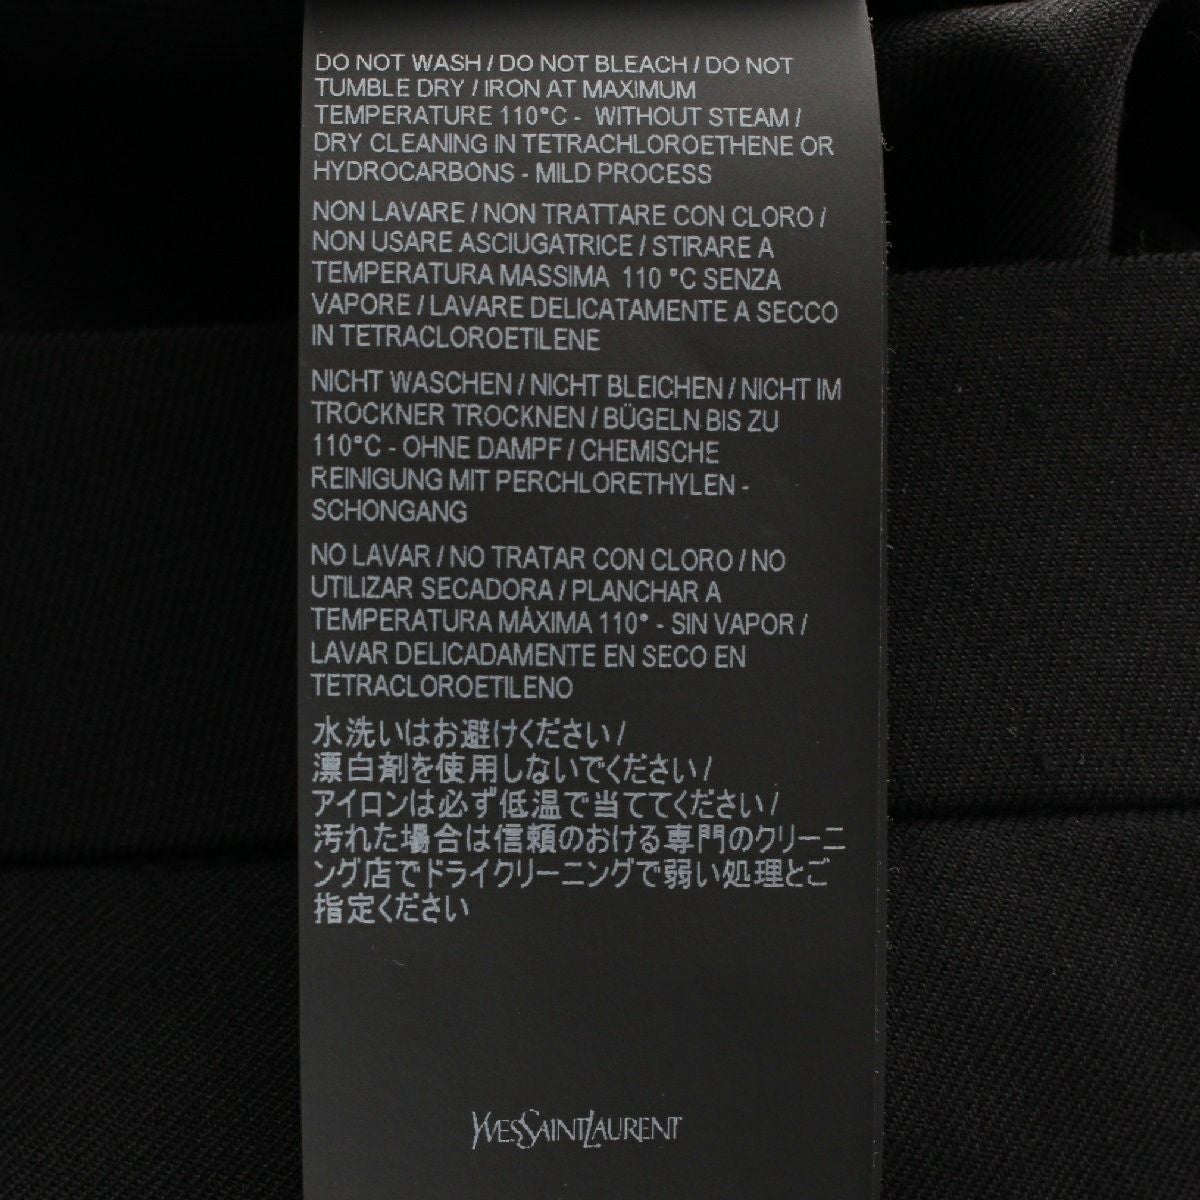 DO NOT WASH / DO NOT BLEACH / DO NOT
TUMBLE DRY / IRON AT MAXIMUM
TEMPERATURE 110°C - WITHOUT STEAM /
DRY CLEANING IN TETRACHLOROETHENE OR
HYDROCARBONS - MILD PROCESS
NON LAVARE / NON TRATTARE CON CLORO /
NON USARE ASCIUGATRICE / STIRARE A
TEMPERATURA MASSIMA 110 °C SENZA
VAPORE / LAVARE DELICATAMENTE A SECCO
IN TETRACLOROETILENE
NICHT WASCHEN / NICHT BLEICHEN / NICHT IM
TROCKNER TROCKNEN / BÜGELN BIS ZU
110°C - OHNE DAMPF / CHEMISCHE
REINIGUNG MIT PERCHLORETHYLEN -
SCHONGANG
NO LAVAR / NO TRATAR CON CLORO / NO
UTILIZAR SECADORA / PLANCHAR A
TEMPERATURA MÁXIMA 110° - SIN VAPOR /
LAVAR DELICADAMENTE EN SECO EN
TETRACLOROETILENO
水洗いはお避けください /
漂白剤を使用しないでください /
アイロンは必ず低温で当ててください /
汚れた場合は信頼のおける専門のクリーニ
ング店でドライクリーニングで弱い処理とご
指定ください
YVESSAINTLAURENT